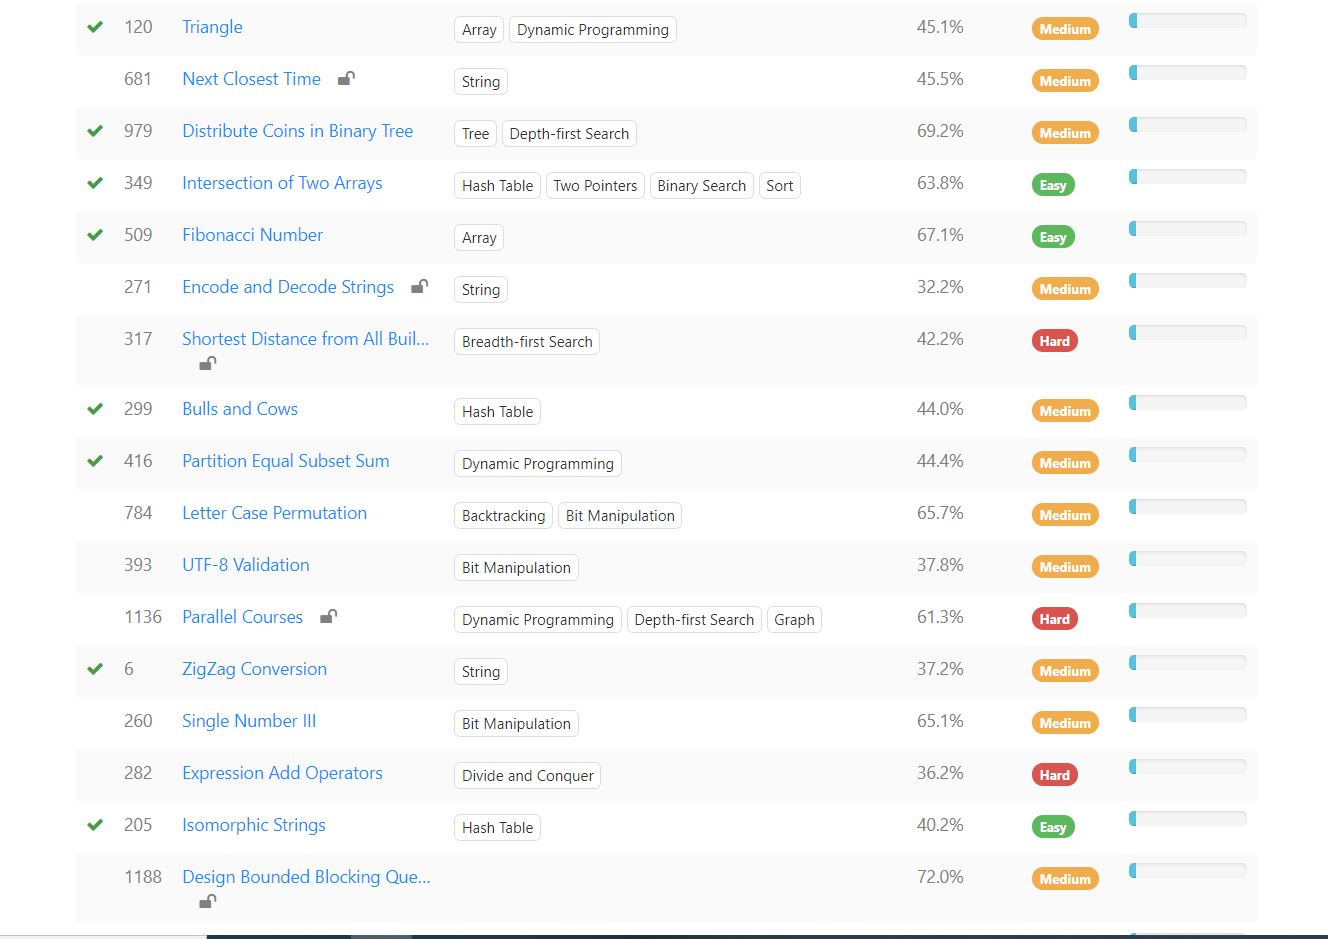 120 Triangle Array Dynamic Programming 45.1% Medium
681 Next Closest Time String 45.5% Medium
979 Distribute Coins in Binary Tree Tree Depth-first Search 69.2% Medium
349 Intersection of Two Arrays Hash Table Two Pointers Binary Search Sort 63.8% Easy
509 Fibonacci Number Array 67.1% Easy
271 Encode and Decode Strings String 32.2% Medium
317 Shortest Distance from All Buil... Breadth-first Search 42.2% Hard
299 Bulls and Cows Hash Table 44.0% Medium
416 Partition Equal Subset Sum Dynamic Programming 44.4% Medium
784 Letter Case Permutation Backtracking Bit Manipulation 65.7% Medium
393 UTF-8 Validation Bit Manipulation 37.8% Medium
1136 Parallel Courses Dynamic Programming Depth-first Search Graph 61.3% Hard
6 ZigZag Conversion String 37.2% Medium
260 Single Number III Bit Manipulation 65.1% Medium
282 Expression Add Operators Divide and Conquer 36.2% Hard
205 Isomorphic Strings Hash Table 40.2% Easy
1188 Design Bounded Blocking Que... 72.0% Medium